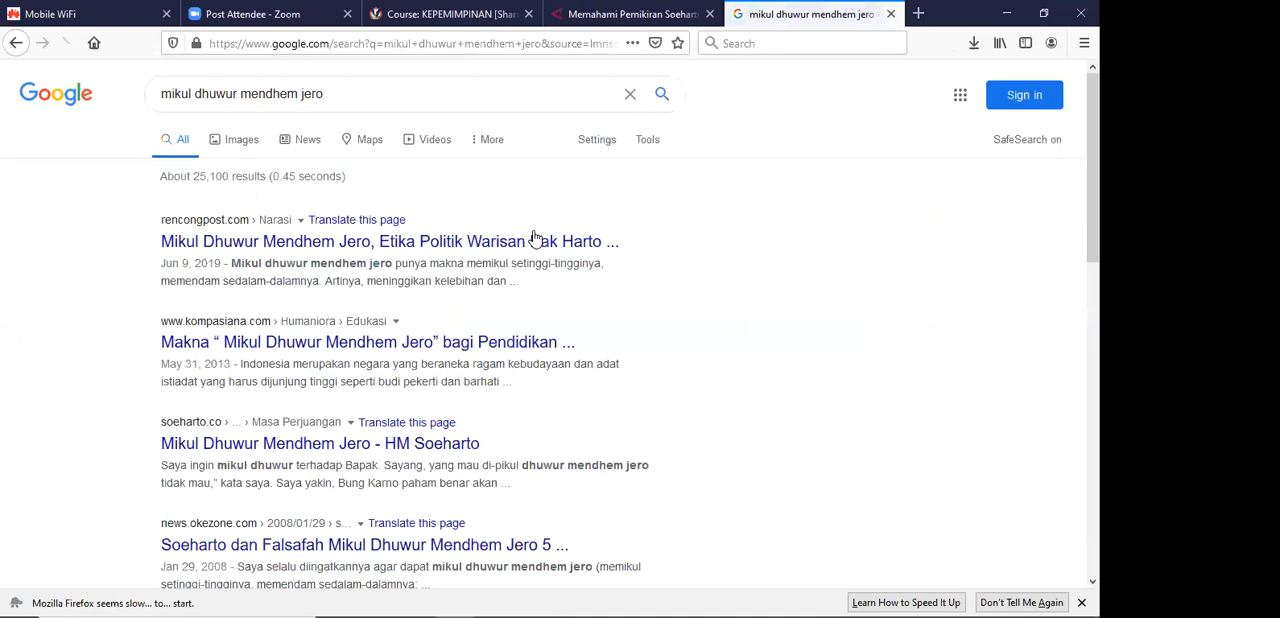 Mobile WiFi
Post Attendee - Zoom
Course: KEPEMIMPINAN [Shar
Memahami Pemikiran Soehart
mikul dhuwur mendhem jero -
https://www.google.com/search?q=mikul+dhuwur+mendhem+jero&source=lmns
Search
Google
mikul dhuwur mendhem jero
Sign in
All
Images
News
Maps
Videos
More
Settings
Tools
SafeSearch on
About 25,100 results (0.45 seconds)
rencongpost.com › Narasi Translate this page
Mikul Dhuwur Mendhem Jero, Etika Politik Warisan Harto ...
Jun 9, 2019 - Mikul dhuwur mendhem jero punya makna memikul setinggi-tingginya,
memendam sedalam-dalamnya. Artinya, meninggikan kelebihan dan ...
www.kompasiana.com › Humaniora › Edukasi
Makna “ Mikul Dhuwur Mendhem Jero” bagi Pendidikan ...
May 31, 2013 - Indonesia merupakan negara yang beraneka ragam kebudayaan dan adat
istiadat yang harus dijunjung tinggi seperti budi pekerti dan barhati ...
soeharto.co › ... › Masa Perjuangan Translate this page
Mikul Dhuwur Mendhem Jero - HM Soeharto
Saya ingin mikul dhuwur terhadap Bapak. Sayang, yang mau di-pikul dhuwur mendhem jero
tidak mau,” kata saya. Saya yakin, Bung Karno paham benar akan ...
news.okezone.com › 2008/01/29 › s... Translate this page
Soeharto dan Falsafah Mikul Dhuwur Mendhem Jero 5 ...
Jan 29, 2008 - Saya selalu diingatkannya agar dapat mikul dhuwur mendhem jero (memikul
setinggi-tingginya, memendam sedalam-dalamnya; ...
Mozilla Firefox seems slow... to... start.
Learn How to Speed It Up
Don't Tell Me Again